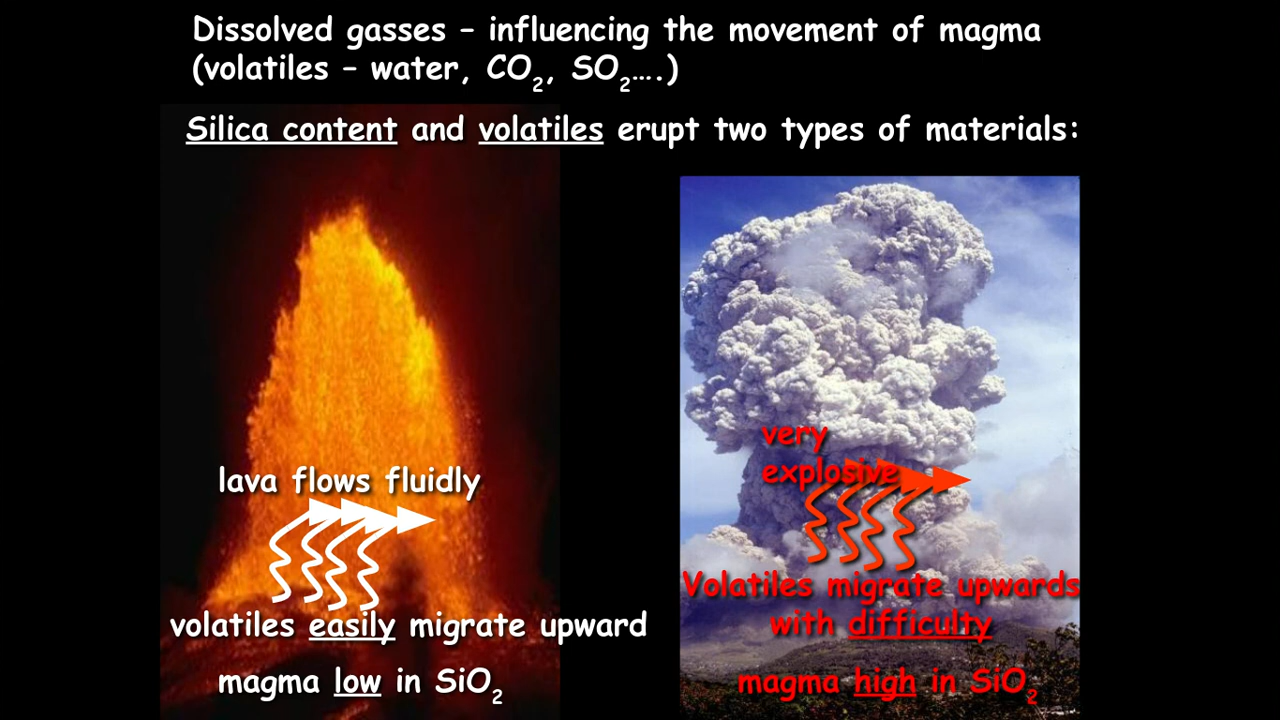 Dissolved gasses – influencing the movement of magma
(volatiles – water, CO₂, SO₂….)
Silica content and volatiles erupt two types of materials:
lava flows fluidly
volatiles easily migrate upward
magma low in SiO₂
very
explosive
Volatiles migrate upwards
with difficulty
magma high in SiO₂